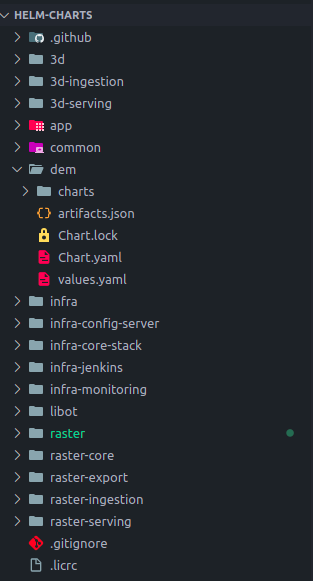 HELM-CHARTS
.github
3d
3d-ingestion
3d-serving
app
common
dem
charts
artifacts.json
Chart.lock
Chart.yaml
values.yaml
infra
infra-config-server
infra-core-stack
infra-jenkins
infra-monitoring
libot
raster
raster-core
raster-export
raster-ingestion
raster-serving
.gitignore
.licrc